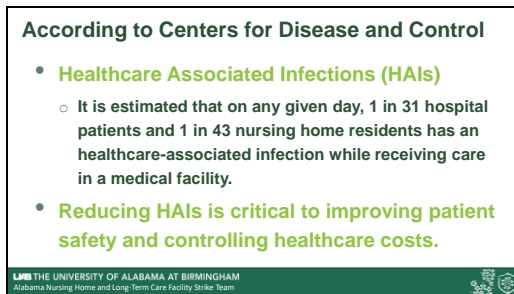 According to Centers for Disease and Control
• Healthcare Associated Infections (HAIs)
o It is estimated that on any given day, 1 in 31 hospital
patients and 1 in 43 nursing home residents has an
healthcare-associated infection while receiving care
in a medical facility.
• Reducing HAIs is critical to improving patient
safety and controlling healthcare costs.
UAB THE UNIVERSITY OF ALABAMA AT BIRMINGHAM
Alabama Nursing Home and Long-Term Care Facility Strike Team